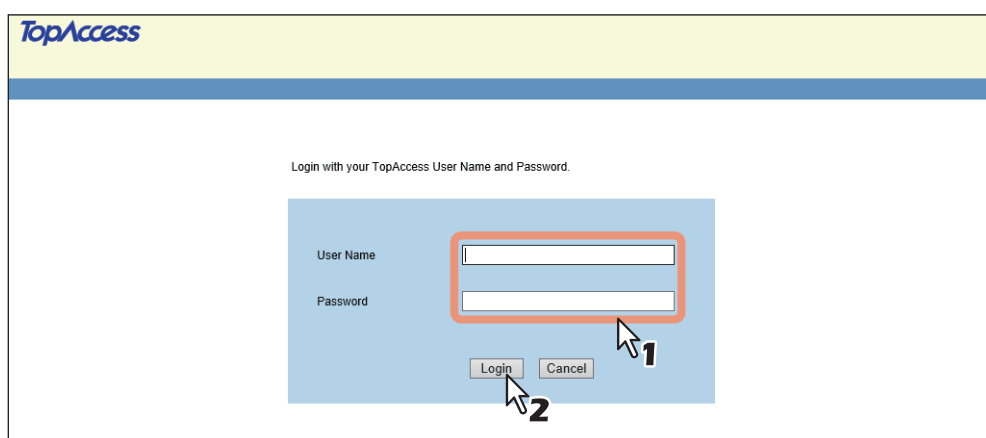 TopAccess
Login with your TopAccess User Name and Password.
User Name
Password
1
Login Cancel
2